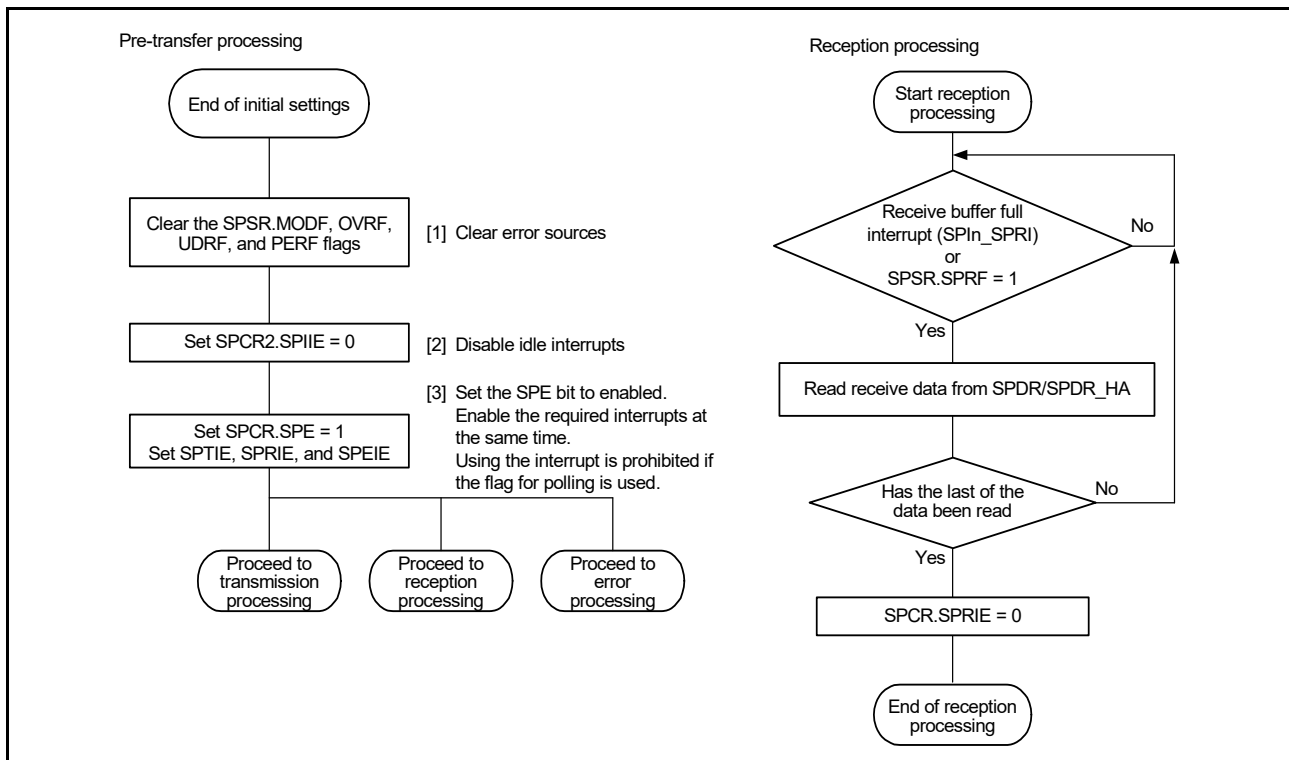 Pre-transfer processing
End of initial settings
Clear the SPSR.MODF, OVRF,
UDRF, and PERF flags
[1] Clear error sources
Set SPCR2.SPIIE = 0
[2] Disable idle interrupts
Set SPCR.SPE = 1
Set SPTIE, SPRIE, and SPEIE
[3] Set the SPE bit to enabled.
Enable the required interrupts at
the same time.
Using the interrupt is prohibited if
the flag for polling is used.
Proceed to
transmission
processing
Proceed to
reception
processing
Proceed to
error
processing
Reception processing
Start reception
processing
Receive buffer full
interrupt (SPIn_SPRI)
or
SPSR.SPRF = 1
No
Yes
Read receive data from SPDR/SPDR_HA
Has the last of the
data been read
No
Yes
SPCR.SPRIE = 0
End of reception
processing